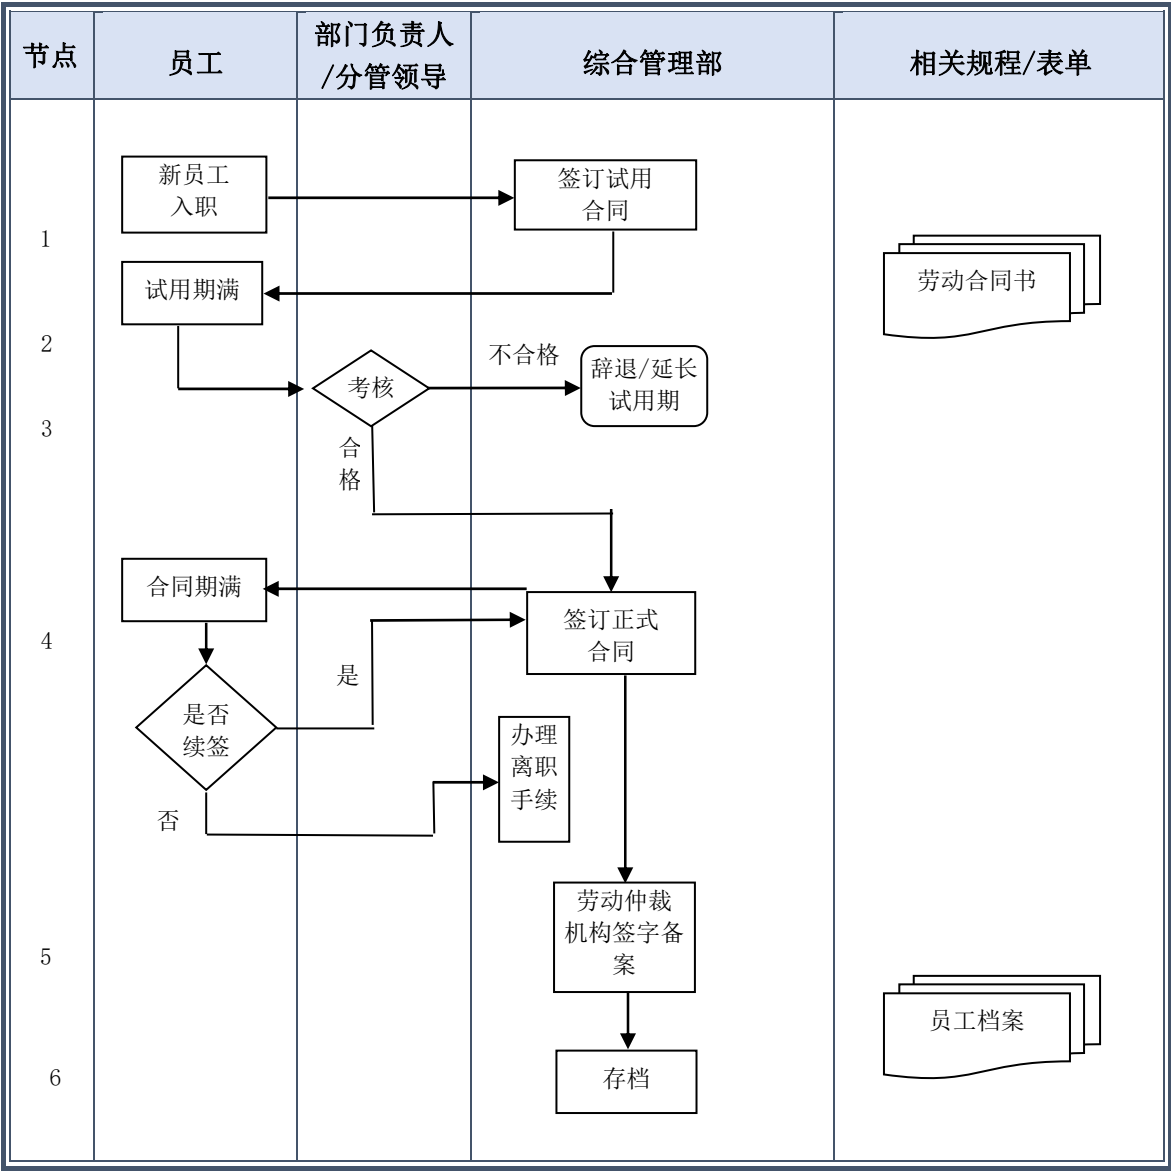 节点
员工
部门负责人
/分管领导
综合管理部
相关规程/表单
新员工
入职
签订试用
合同
1
试用期满
劳动合同书
2
考核
不合格
辞退/延长
试用期
3
合
格
合同期满
签订正式
合同
4
是
是否
续签
办理
离职
手续
否
劳动仲裁
机构签字备
案
5
员工档案
存档
6